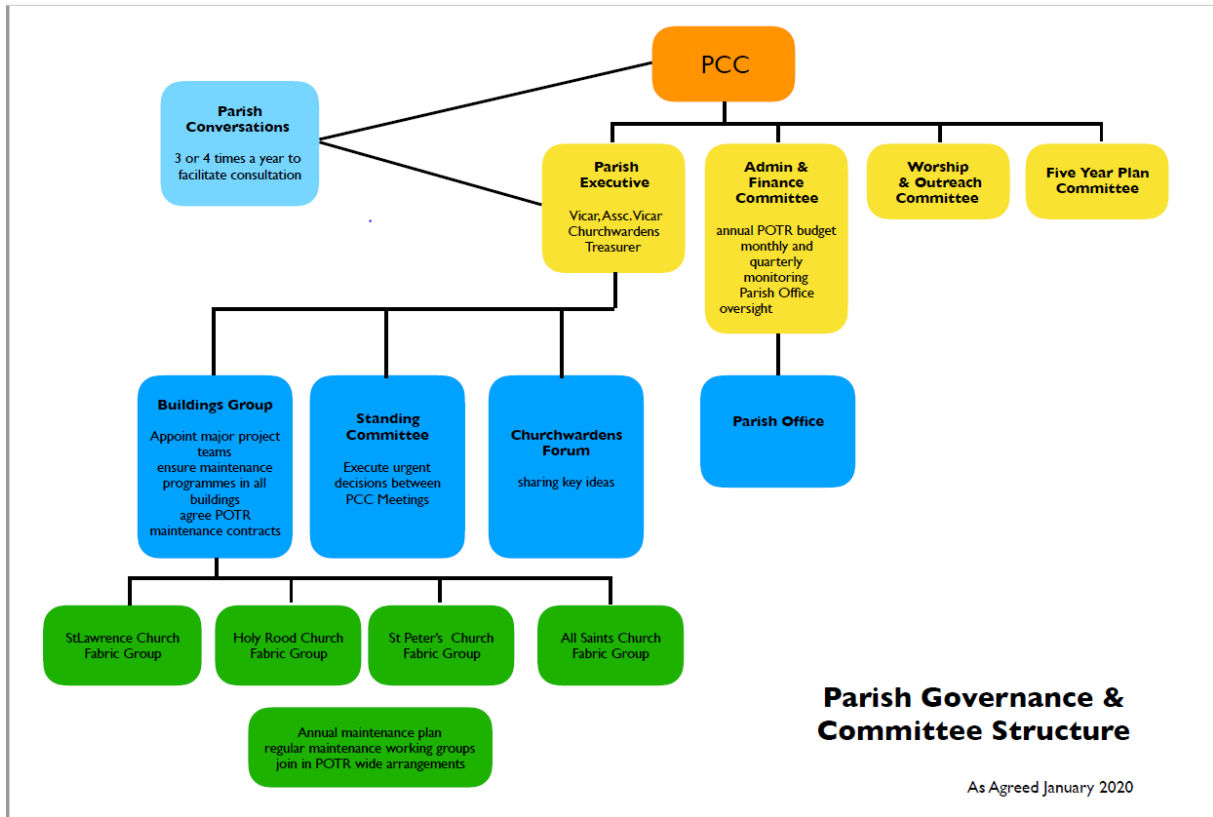 PCC
Parish
Conversations
3 or 4 times a year to
facilitate consultation
Parish
Executive
Vicar, Assc. Vicar
Churchwardens
Treasurer
Admin &
Finance
Committee
annual POTR budget
monthly and
quarterly
monitoring
Parish Office
oversight
Worship
& Outreach
Committee
Five Year Plan
Committee
Buildings Group
Appoint major project
teams
ensure maintenance
programmes in all
buildings
agree POTR
maintenance contracts
Standing
Committee
Execute urgent
decisions between
PCC Meetings
Churchwardens
Forum
sharing key ideas
Parish Office
StLawrence Church
Fabric Group
Holy Rood Church
Fabric Group
St Peter's Church
Fabric Group
All Saints Church
Fabric Group
Annual maintenance plan
regular maintenance working groups
join in POTR wide arrangements
Parish Governance &
Committee Structure
As Agreed January 2020